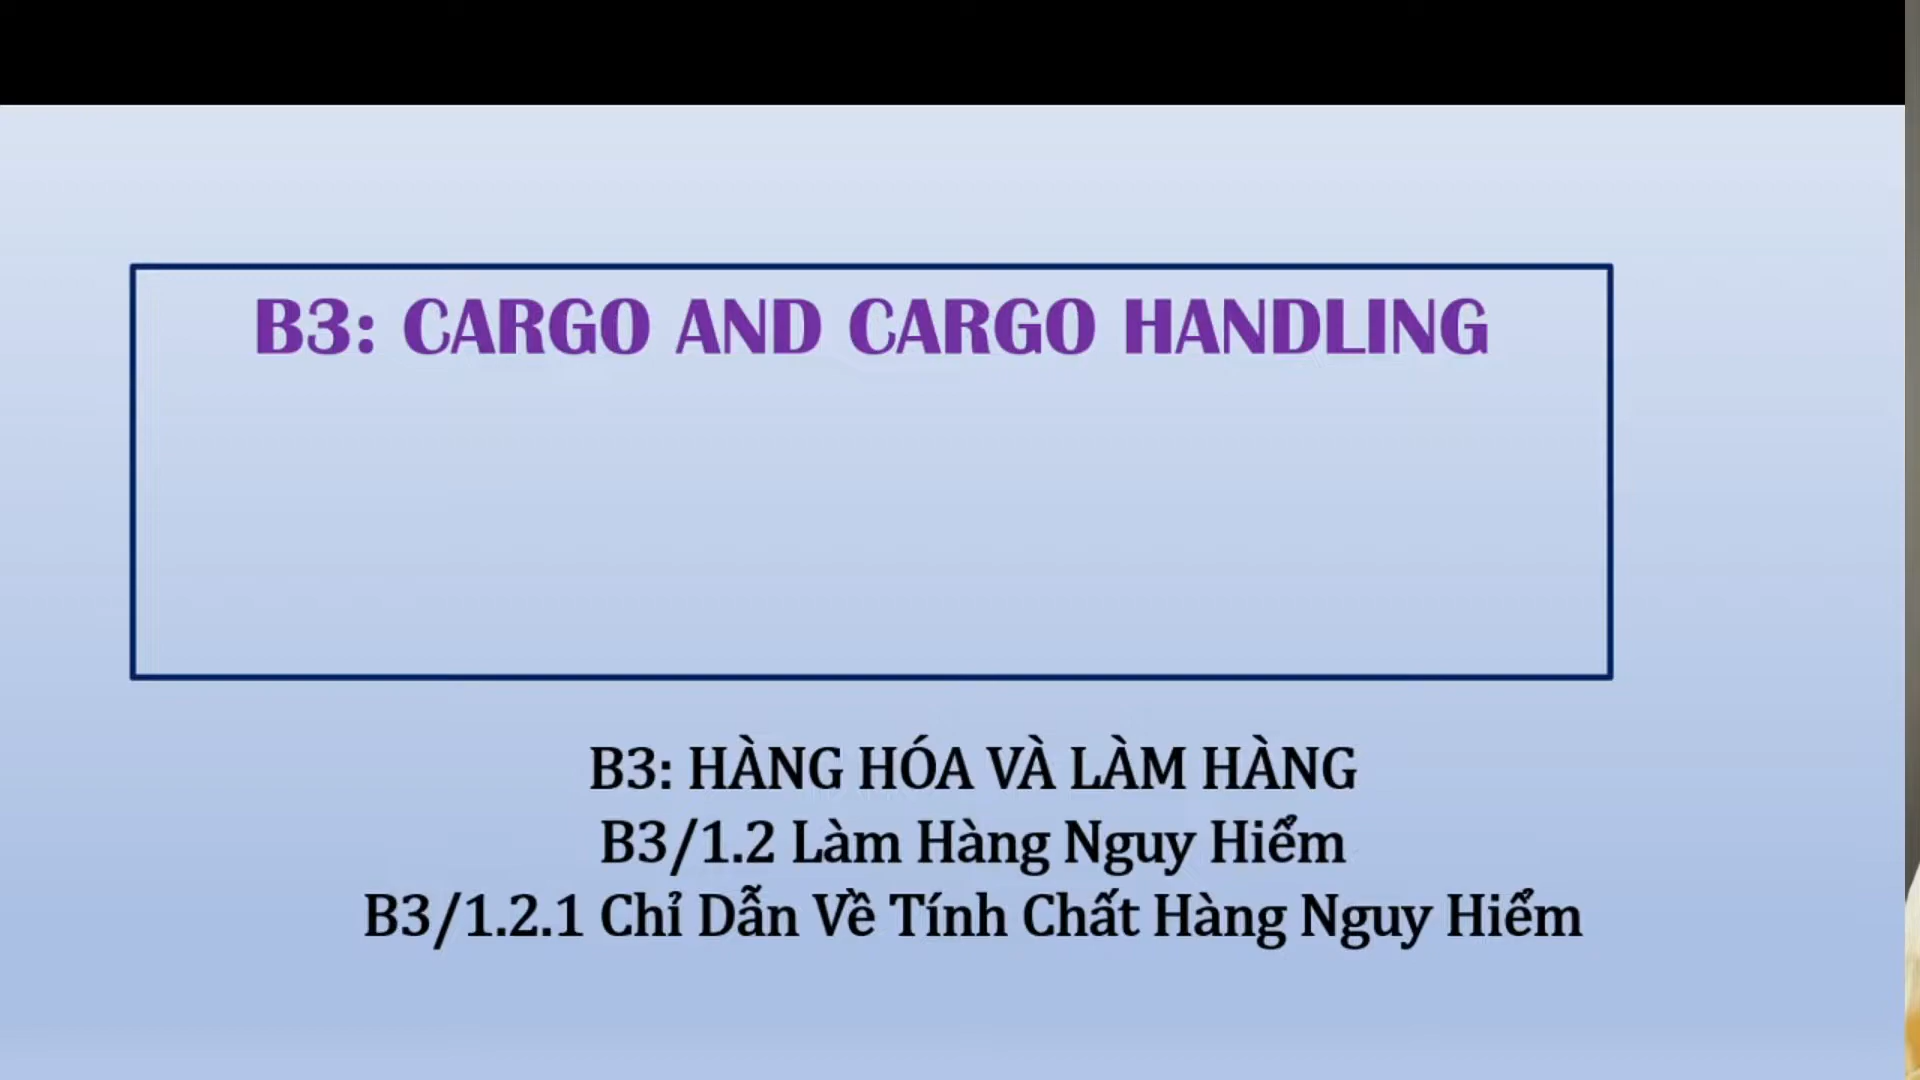 B3: CARGO AND CARGO HANDLING
B3: HÀNG HÓA VÀ LÀM HÀNG
B3/1.2 Làm Hàng Nguy Hiểm
B3/1.2.1 Chỉ Dẫn Về Tính Chất Hàng Nguy Hiểm